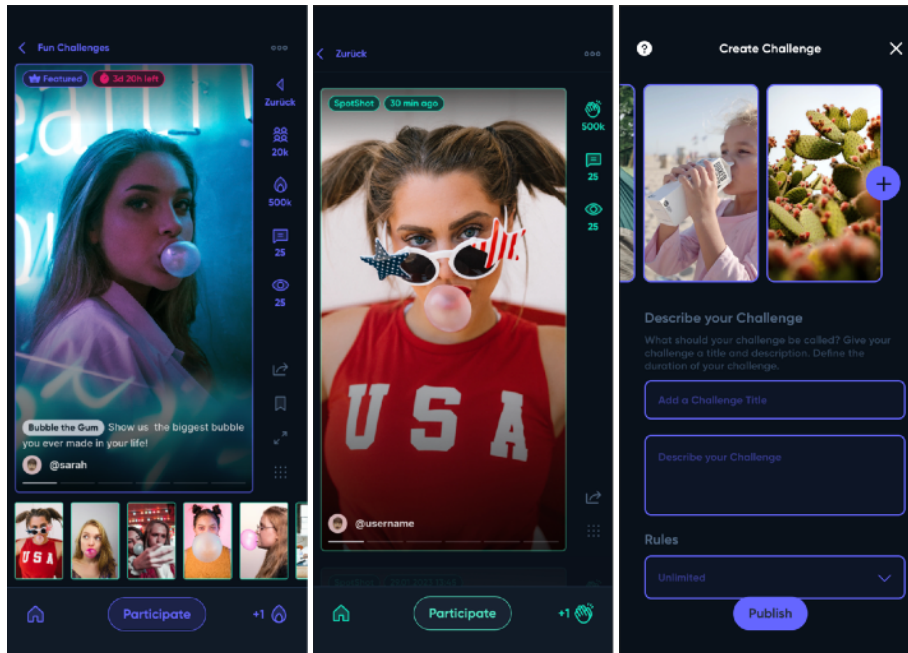 Fun Challenges
Featured
3d 20h left
Zurück
20k
500k
25
25
Bubble the Gum Show us the biggest bubble
you ever made in your life!
@sarah
USA
Participate
+1
Zurück
SpotShot
30 min ago
500k
25
25
USA
@username
SpotShot
Participate
+1
?
Create Challenge
Describe your Challenge
What should your challenge be called? Give your
challenge a title and description. Define the
duration of your challenge.
Add a Challenge Title
Describe your Challenge
Rules
Unlimited
Publish